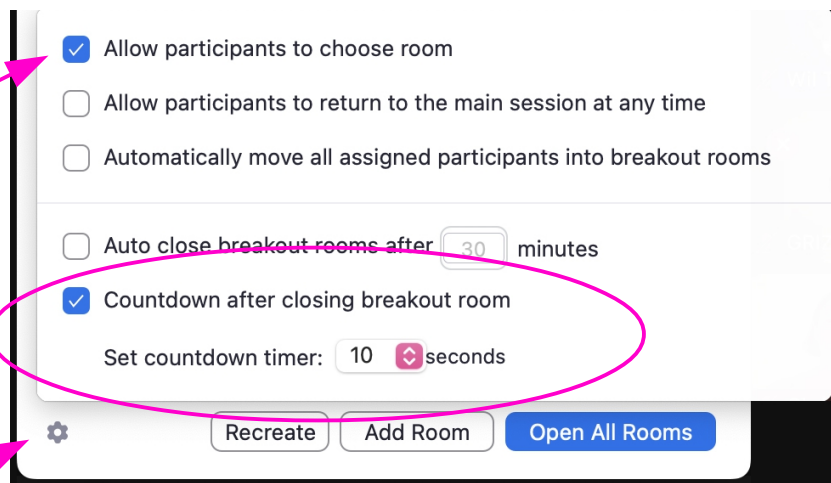 Allow participants to choose room
Allow participants to return to the main session at any time
Automatically move all assigned participants into breakout rooms
Auto close breakout rooms after 30 minutes
Countdown after closing breakout room
Set countdown timer: 10 seconds
Recreate Add Room Open All Rooms